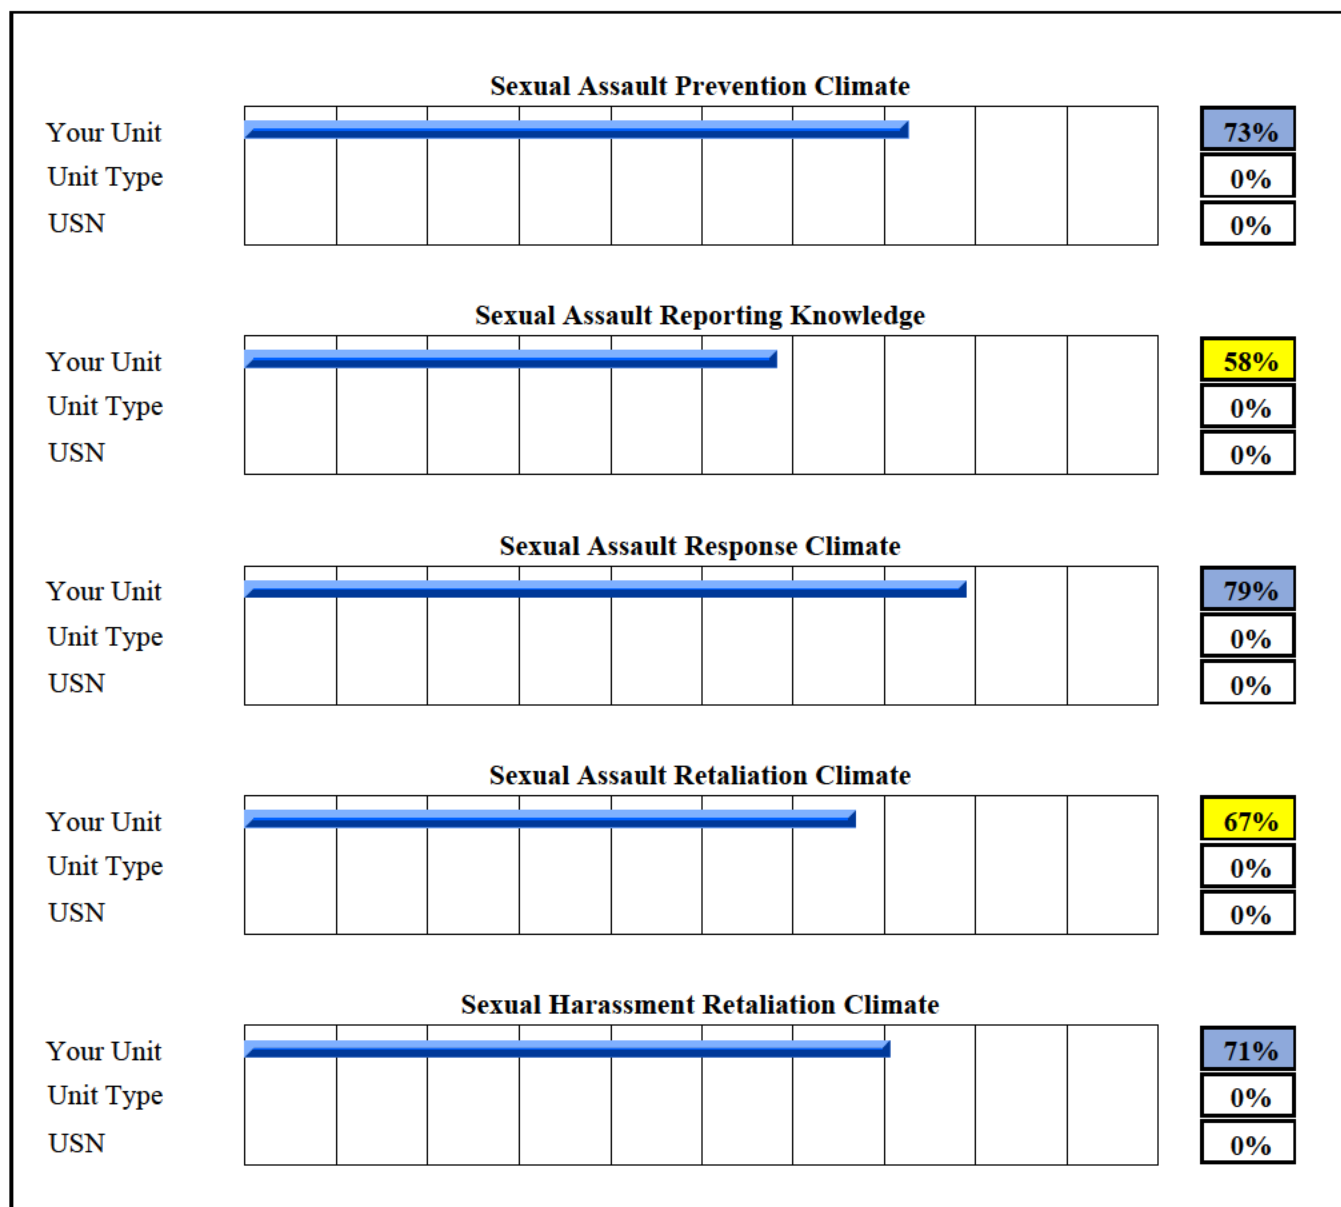 Sexual Assault Prevention Climate
Your Unit 73%
Unit Type 0%
USN 0%
Sexual Assault Reporting Knowledge
Your Unit 58%
Unit Type 0%
USN 0%
Sexual Assault Response Climate
Your Unit 79%
Unit Type 0%
USN 0%
Sexual Assault Retaliation Climate
Your Unit 67%
Unit Type 0%
USN 0%
Sexual Harassment Retaliation Climate
Your Unit 71%
Unit Type 0%
USN 0%